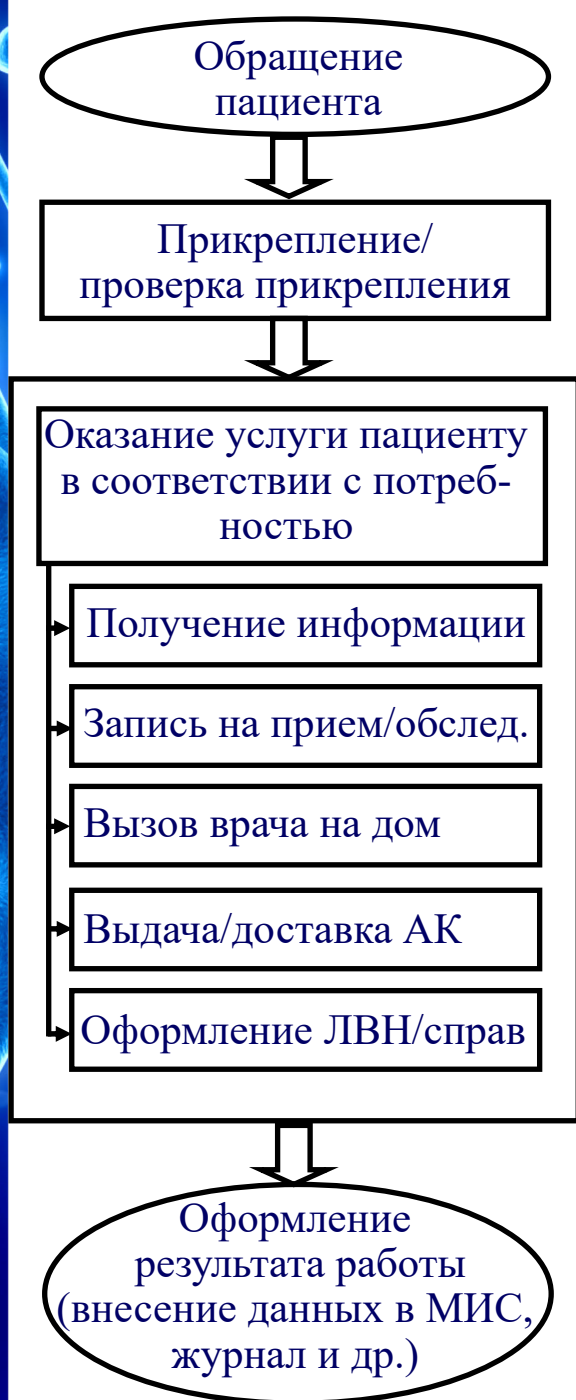 Обращение
пациента
Прикрепление/
проверка прикрепления
Оказание услуги пациенту
в соответствии с потреб-
ностью
Получение информации
Запись на прием/обслед.
Вызов врача на дом
Выдача/доставка АК
Оформление ЛВН/справ
Оформление
результата работы
(внесение данных в МИС,
журнал и др.)